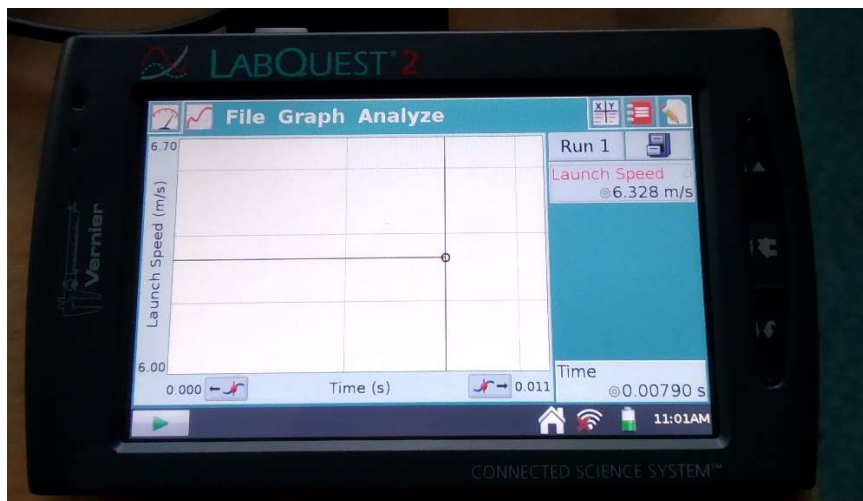 LABQUEST® 2
File Graph Analyze
X Y
6.70
Run 1
Launch Speed
6.328 m/s
Launch Speed (m/s)
Vernier
6.00
0.000
Time (s)
0.011
Time
0.00790 s
11:01AM
CONNECTED SCIENCE SYSTEM™